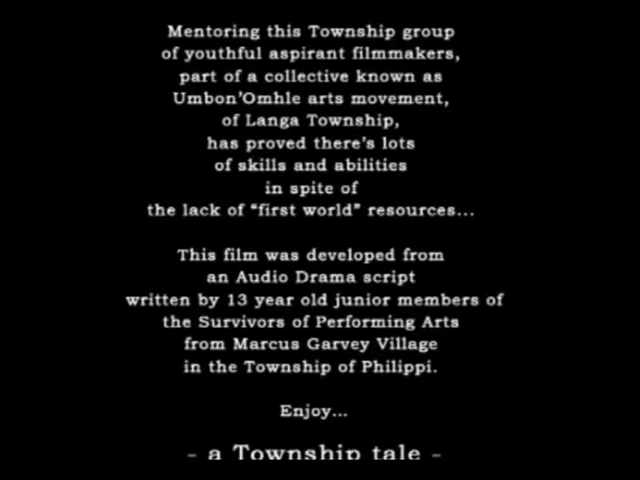 Mentoring this Township group
of youthful aspirant filmmakers,
part of a collective known as
Umbon'Omhle arts movement,
of Langa Township,
has proved there's lots
of skills and abilities
in spite of
the lack of "first world" resources...
This film was developed from
an Audio Drama script
written by 13 year old junior members of
the Survivors of Performing Arts
from Marcus Garvey Village
in the Township of Philippi.
Enjoy...
- a Township tale -